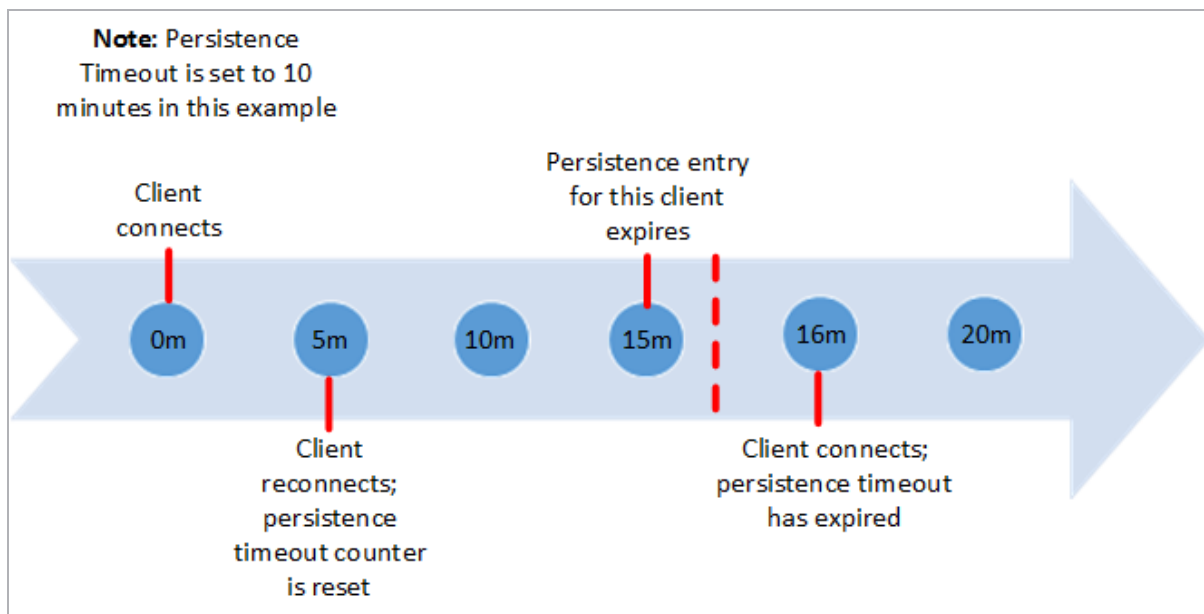 Note: Persistence
Timeout is set to 10
minutes in this example
Client
connects
Persistence entry
for this client
expires
0m
5m
10m
15m
16m
20m
Client
reconnects;
persistence
timeout counter
is reset
Client connects;
persistence timeout
has expired